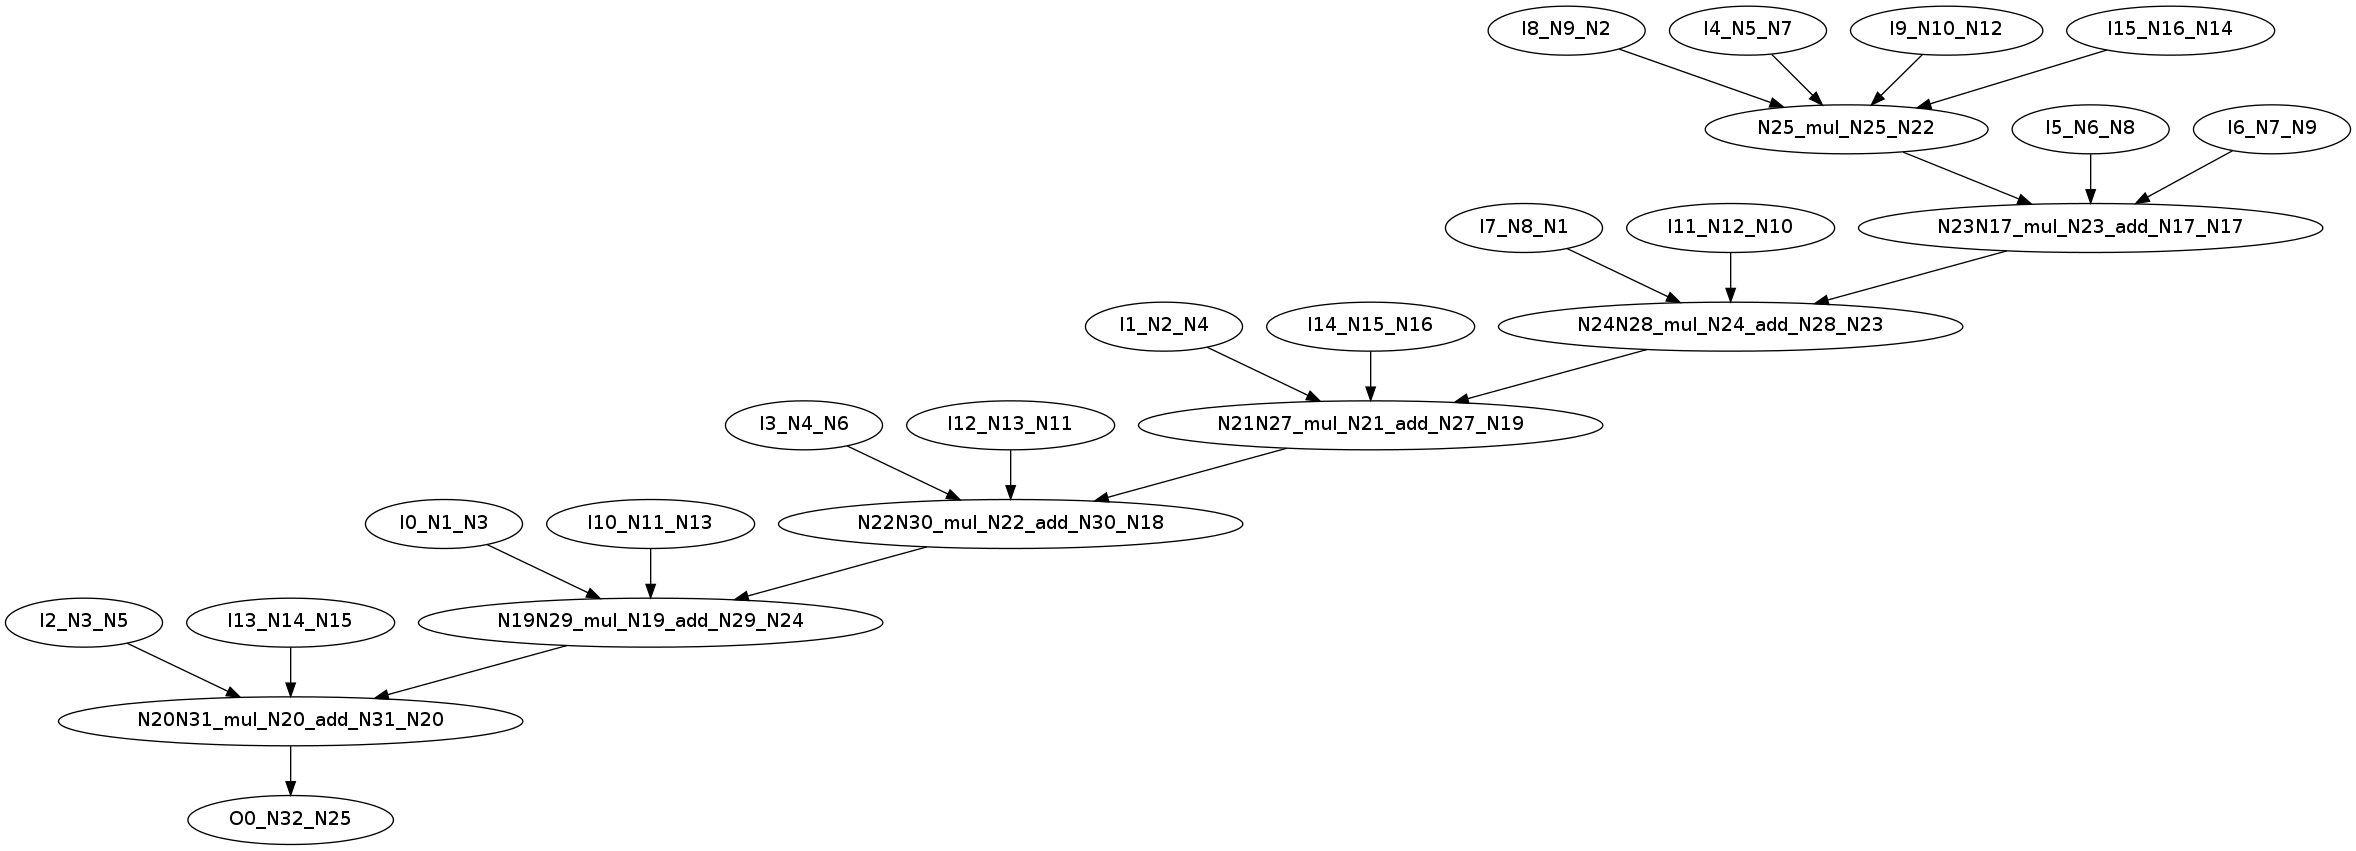 I8_N9_N2
I4_N5_N7
I9_N10_N12
I15_N16_N14
N25_mul_N25_N22
I5_N6_N8
I6_N7_N9
I7_N8_N1
I11_N12_N10
N23N17_mul_N23_add_N17_N17
I1_N2_N4
I14_N15_N16
N24N28_mul_N24_add_N28_N23
I3_N4_N6
I12_N13_N11
N21N27_mul_N21_add_N27_N19
I0_N1_N3
I10_N11_N13
N22N30_mul_N22_add_N30_N18
I2_N3_N5
I13_N14_N15
N19N29_mul_N19_add_N29_N24
N20N31_mul_N20_add_N31_N20
O0_N32_N25